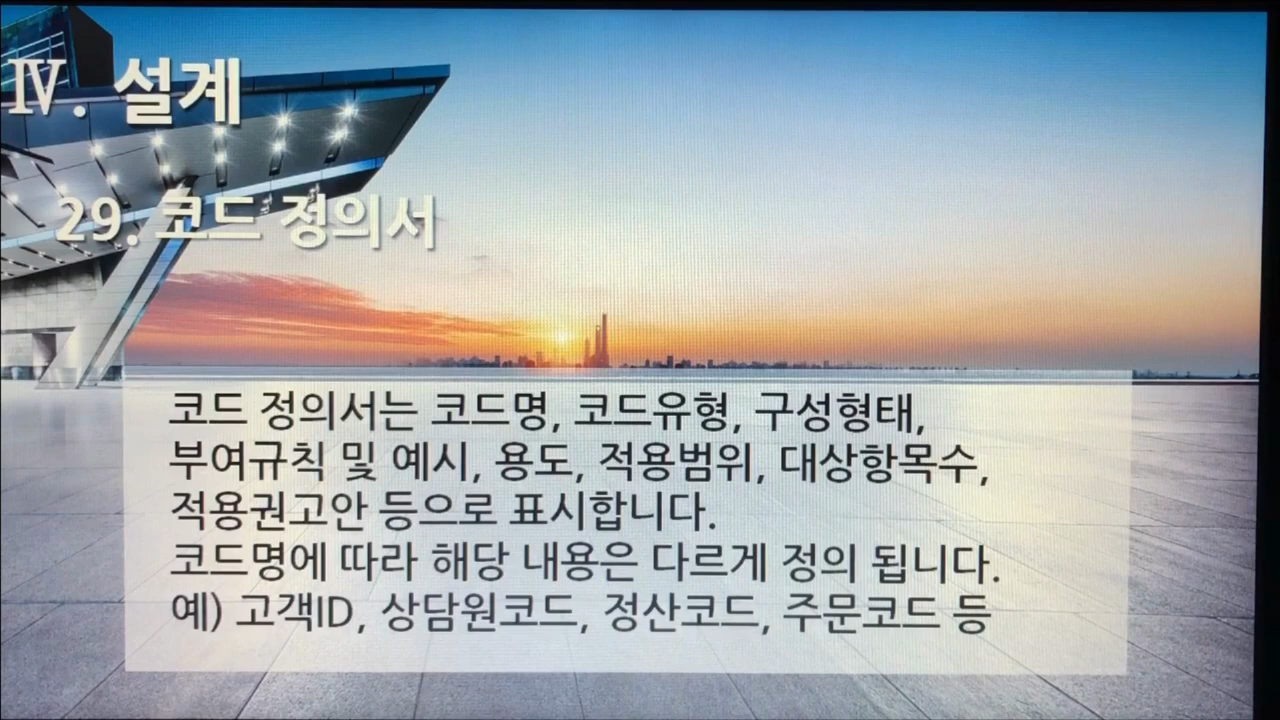 Ⅳ. 설계
29. 코드 정의서
코드 정의서는 코드명, 코드유형, 구성형태,
부여규칙 및 예시, 용도, 적용범위, 대상항목수,
적용권고안 등으로 표시합니다.
코드명에 따라 해당 내용은 다르게 정의 됩니다.
예) 고객ID, 상담원코드, 정산코드, 주문코드 등